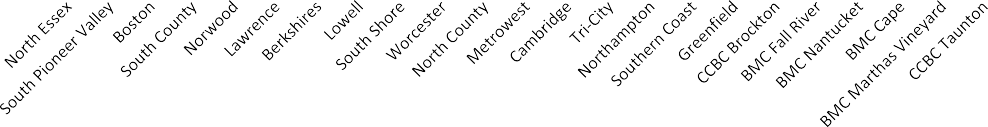 North Essex
South Pioneer Valley
Boston
South County
Norwood
Lawrence
Berkshires
Lowell
South Shore
Worcester
North County
Metrowest
Cambridge
Tri-City
Northampton
Southern Coast
Greenfield
CCBC Brockton
BMC Fall River
BMC Nantucket
BMC Cape
BMC Marthas Vineyard
CCBC Taunton